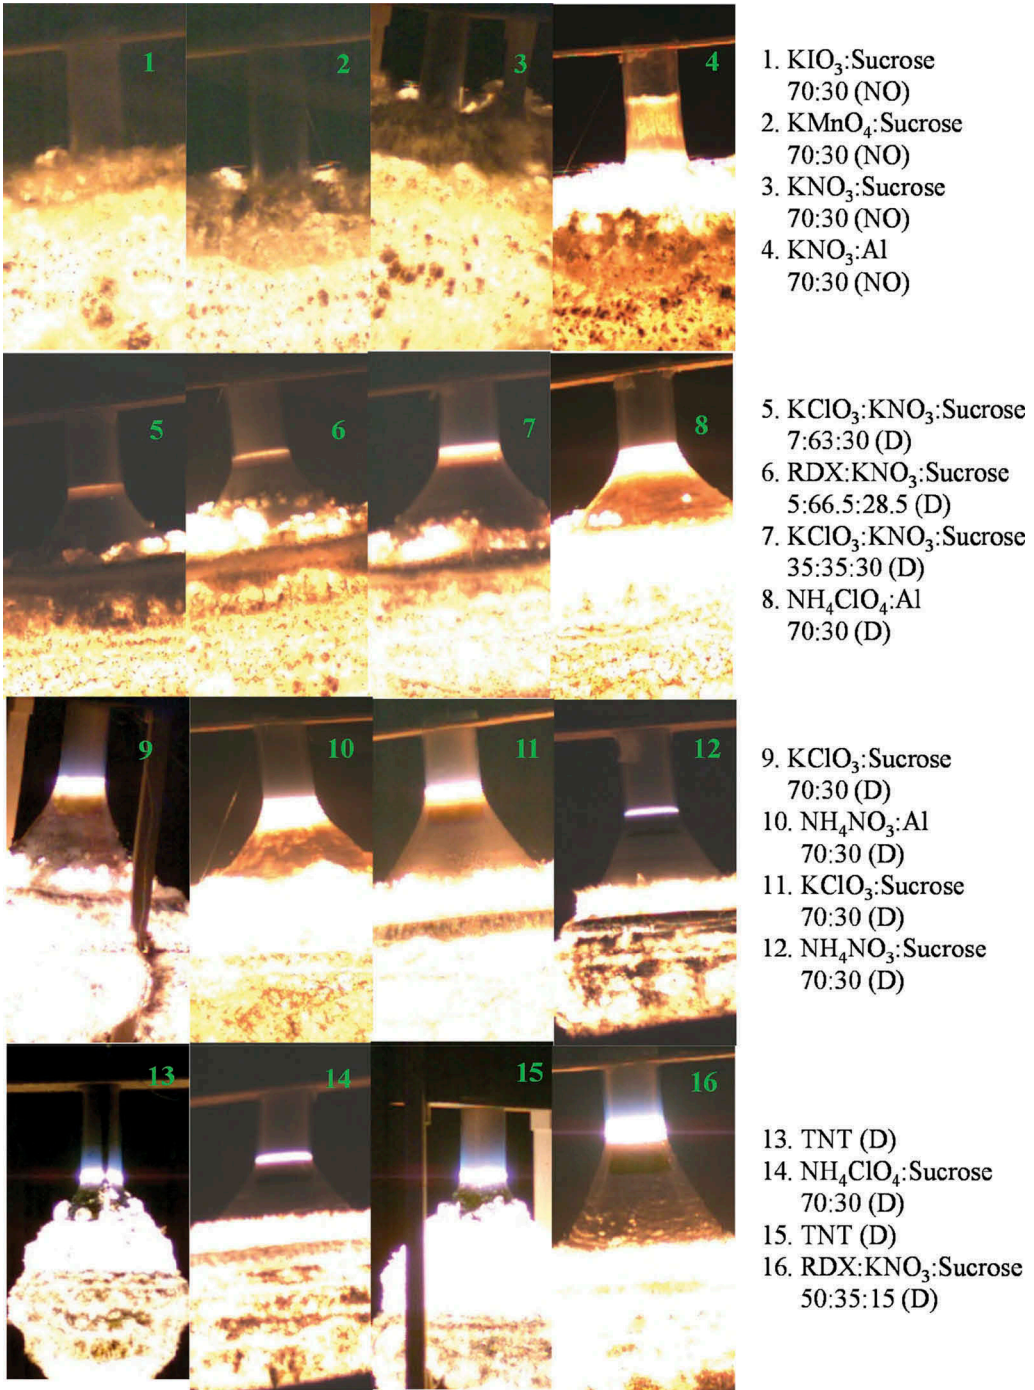 1
2
3
4
1. KIO₃:Sucrose
70:30 (NO)
2. KMnO₄:Sucrose
70:30 (NO)
3. KNO₃:Sucrose
70:30 (NO)
4. KNO₃:Al
70:30 (NO)
5
6
7
8
5. KClO₃:KNO₃:Sucrose
7:63:30 (D)
6. RDX:KNO₃:Sucrose
5:66.5:28.5 (D)
7. KClO₃:KNO₃:Sucrose
35:35:30 (D)
8. NH₄ClO₄:Al
70:30 (D)
9
10
11
12
9. KClO₃:Sucrose
70:30 (D)
10. NH₄NO₃:Al
70:30 (D)
11. KClO₃:Sucrose
70:30 (D)
12. NH₄NO₃:Sucrose
70:30 (D)
13
14
15
16
13. TNT (D)
14. NH₄ClO₄:Sucrose
70:30 (D)
15. TNT (D)
16. RDX:KNO₃:Sucrose
50:35:15 (D)